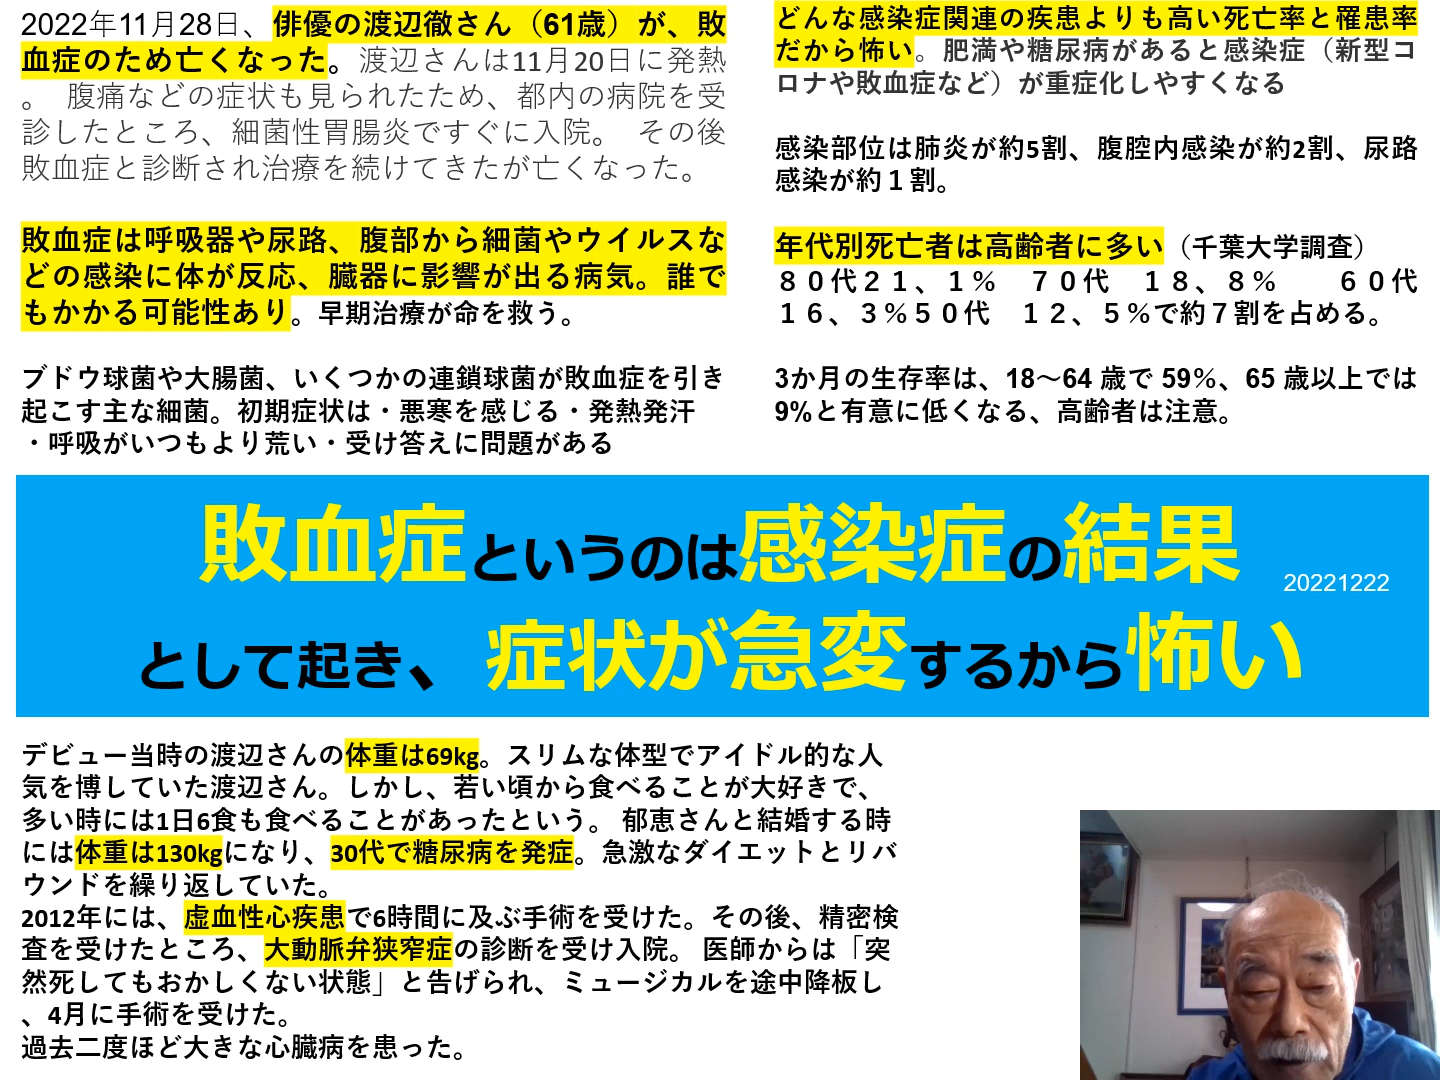 2022年11月28日、俳優の渡辺徹さん（61歳）が、敗
血症のため亡くなった。渡辺さんは11月20日に発熱
。　腹痛などの症状も見られたため、都内の病院を受
診したところ、細菌性胃腸炎ですぐに入院。　その後
敗血症と診断され治療を続けてきたが亡くなった。
敗血症は呼吸器や尿路、腹部から細菌やウイルスな
どの感染に体が反応、臓器に影響が出る病気。誰で
もかかる可能性あり。早期治療が命を救う。
ブドウ球菌や大腸菌、いくつかの連鎖球菌が敗血症を引き
起こす主な細菌。初期症状は・悪寒を感じる・発熱発汗
・呼吸がいつもより荒い・受け答えに問題がある
どんな感染症関連の疾患よりも高い死亡率と罹患率
だから怖い。肥満や糖尿病があると感染症（新型コ
ロナや敗血症など）が重症化しやすくなる
感染部位は肺炎が約5割、腹腔内感染が約2割、尿路
感染が約１割。
年代別死亡者は高齢者に多い（千葉大学調査）
８０代２１、１％　７０代　１８、８％　　６０代
１６、３％５０代　１２、５％で約７割を占める。
3か月の生存率は、18～64 歳で 59％、65 歳以上では
9％と有意に低くなる、高齢者は注意。
敗血症というのは感染症の結果
20221222
として起き、症状が急変するから怖い
デビュー当時の渡辺さんの体重は69kg。スリムな体型でアイドル的な人
気を博していた渡辺さん。しかし、若い頃から食べることが大好きで、
多い時には1日6食も食べることがあったという。 郁恵さんと結婚する時
には体重は130kgになり、30代で糖尿病を発症。急激なダイエットとリバ
ウンドを繰り返していた。
2012年には、虚血性心疾患で6時間に及ぶ手術を受けた。その後、精密検
査を受けたところ、大動脈弁狭窄症の診断を受け入院。 医師からは「突
然死してもおかしくない状態」と告げられ、ミュージカルを途中降板し
、4月に手術を受けた。
過去二度ほど大きな心臓病を患った。